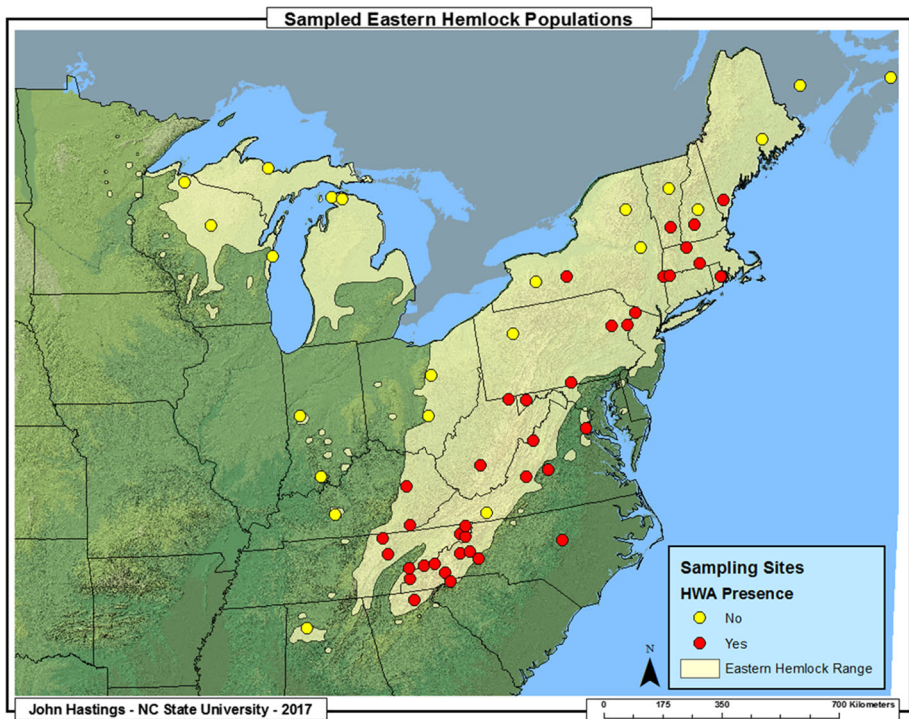 Sampled Eastern Hemlock Populations
Sampling Sites
HWA Presence
No
Yes
Eastern Hemlock Range
N
John Hastings - NC State University - 2017
0 175 350 700 Kilometers